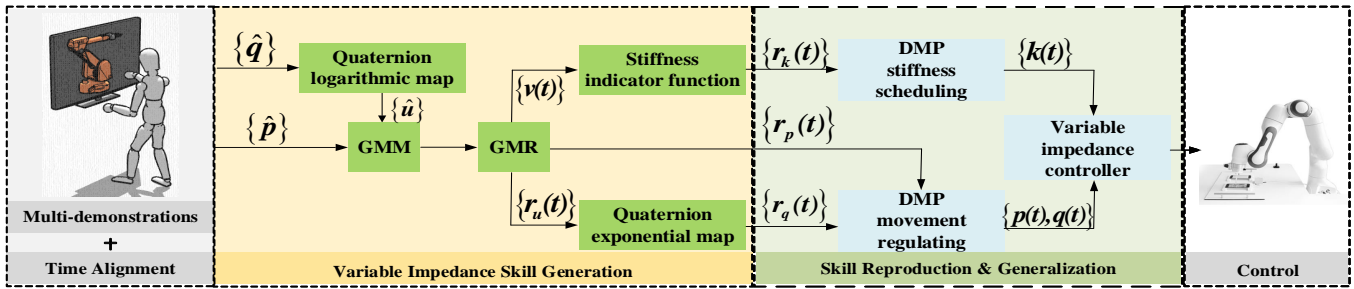 Multi-demonstrations
+
Time Alignment
{q̂}
{p̂}
Quaternion
logarithmic map
{û}
GMM
GMR
{v(t)}
{r_u(t)}
Stiffness
indicator function
Quaternion
exponential map
Variable Impedance Skill Generation
{r_k(t)}
{r_p(t)}
{r_q(t)}
DMP
stiffness
scheduling
DMP
movement
regulating
{k(t)}
{p(t),q(t)}
Variable
impedance
controller
Skill Reproduction & Generalization
Control